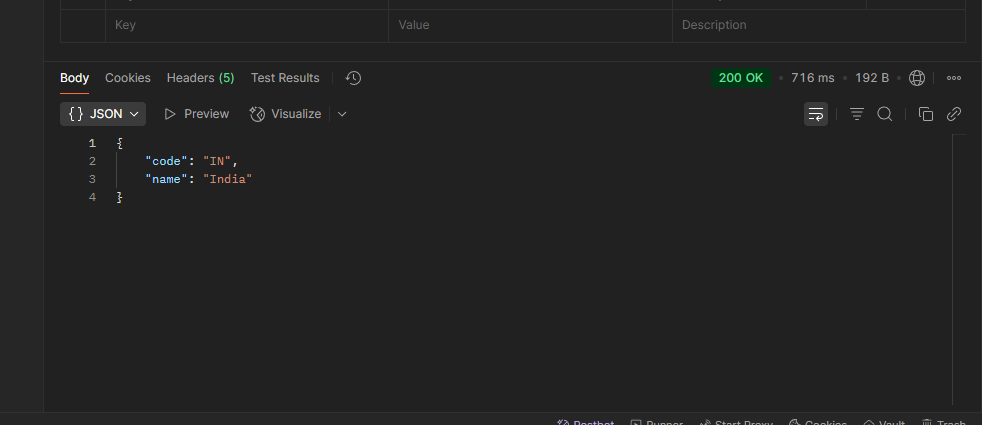 Key Value Description
Body Cookies Headers (5) Test Results 200 OK • 716 ms • 192 B •
{ } JSON Preview Visualize
1 {
2 "code": "IN",
3 "name": "India"
4 }
Postbot Runner Start Proxy Cookies Vault Trash